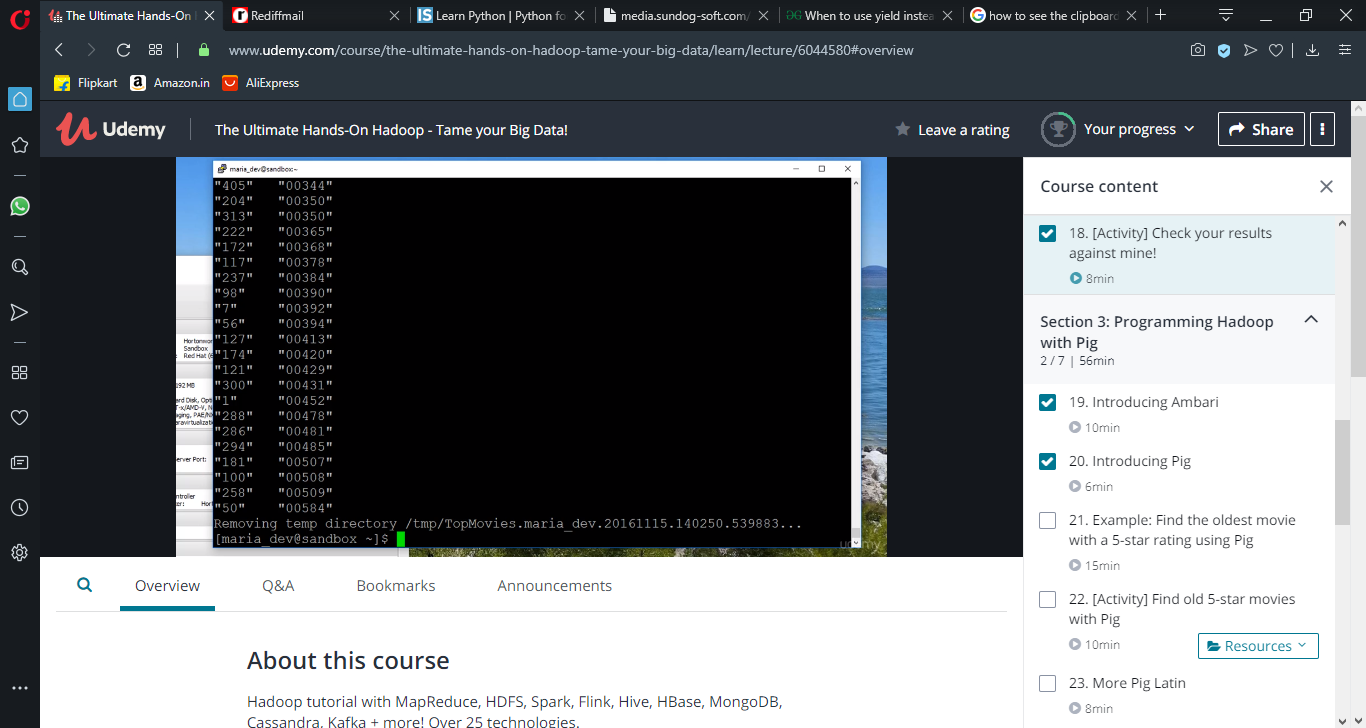 The Ultimate Hands-On
Rediffmail
Learn Python | Python fo
media.sundog-soft.com/
When to use yield instea
how to see the clipboard
www.udemy.com/course/the-ultimate-hands-on-hadoop-tame-your-big-data/learn/lecture/6044580#overview
Flipkart
Amazon.in
AliExpress
Udemy
The Ultimate Hands-On Hadoop - Tame your Big Data!
Leave a rating
Your progress
Share
maria_dev@sandbox:~
"405" "00344"
"204" "00350"
"313" "00350"
"222" "00365"
"172" "00368"
"117" "00378"
"237" "00384"
"98" "00390"
"7" "00392"
"56" "00394"
"127" "00413"
"174" "00420"
"121" "00429"
"300" "00431"
"1" "00452"
"288" "00478"
"286" "00481"
"294" "00485"
"181" "00507"
"100" "00508"
"258" "00509"
"50" "00584"
Removing temp directory /tmp/TopMovies.maria_dev.20161115.140250.539883...
[maria_dev@sandbox ~]$
Hortonwor
Sandbox
Red Hat (6
192 MB
erver Port:
Course content
18. [Activity] Check your results
against mine!
8min
Section 3: Programming Hadoop
with Pig
2 / 7 | 56min
19. Introducing Ambari
10min
20. Introducing Pig
6min
21. Example: Find the oldest movie
with a 5-star rating using Pig
15min
22. [Activity] Find old 5-star movies
with Pig
10min
Resources
23. More Pig Latin
8min
Overview
Q&A
Bookmarks
Announcements
About this course
Hadoop tutorial with MapReduce, HDFS, Spark, Flink, Hive, HBase, MongoDB,
Cassandra, Kafka + more! Over 25 technologies.